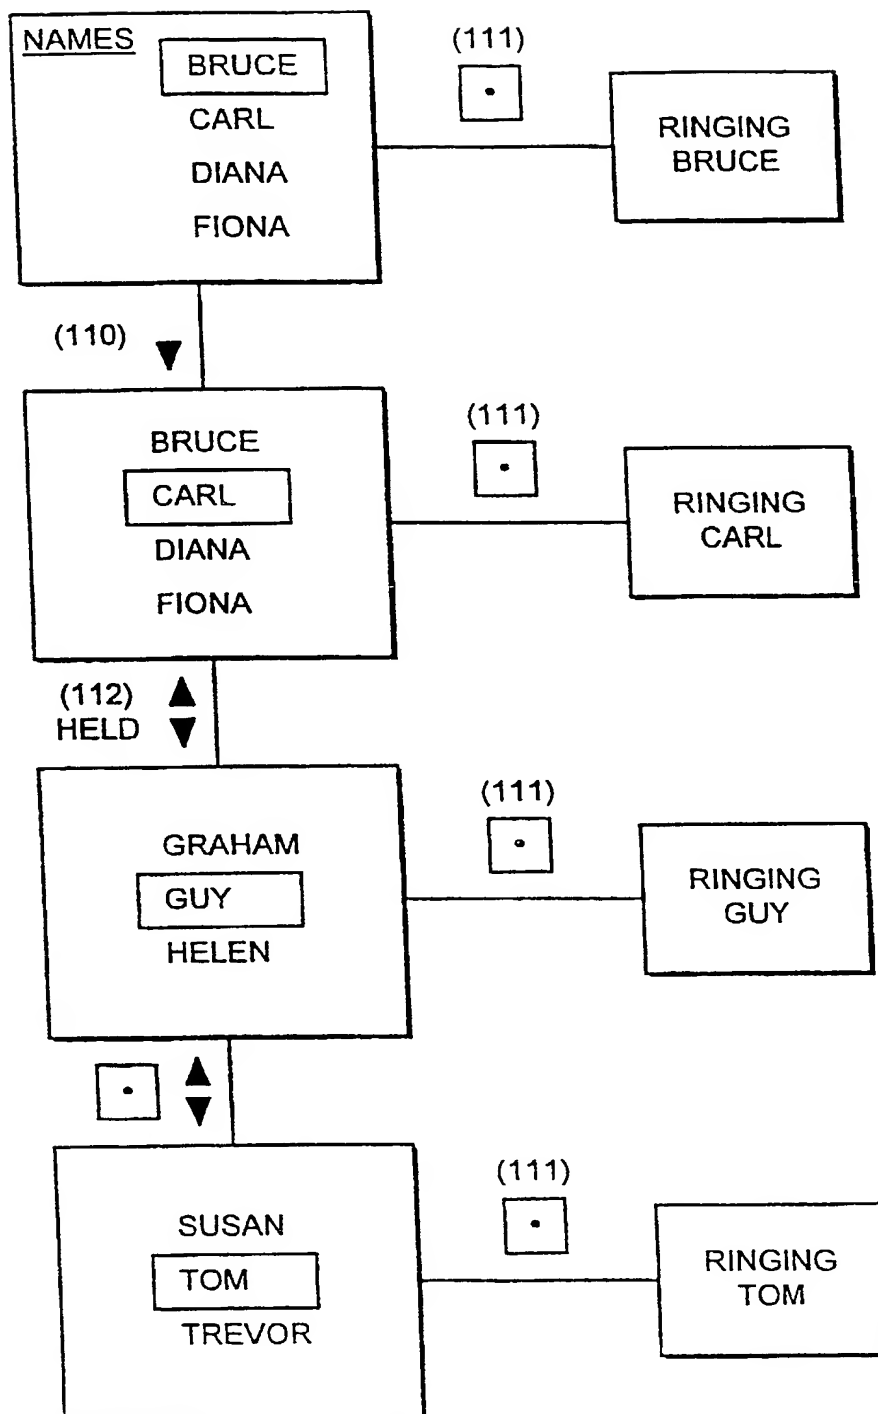 NAMES
BRUCE
CARL
DIANA
FIONA
(111)
RINGING
BRUCE
(110)
BRUCE
CARL
DIANA
FIONA
(111)
RINGING
CARL
(112)
HELD
GRAHAM
GUY
HELEN
(111)
RINGING
GUY
SUSAN
TOM
TREVOR
(111)
RINGING
TOM